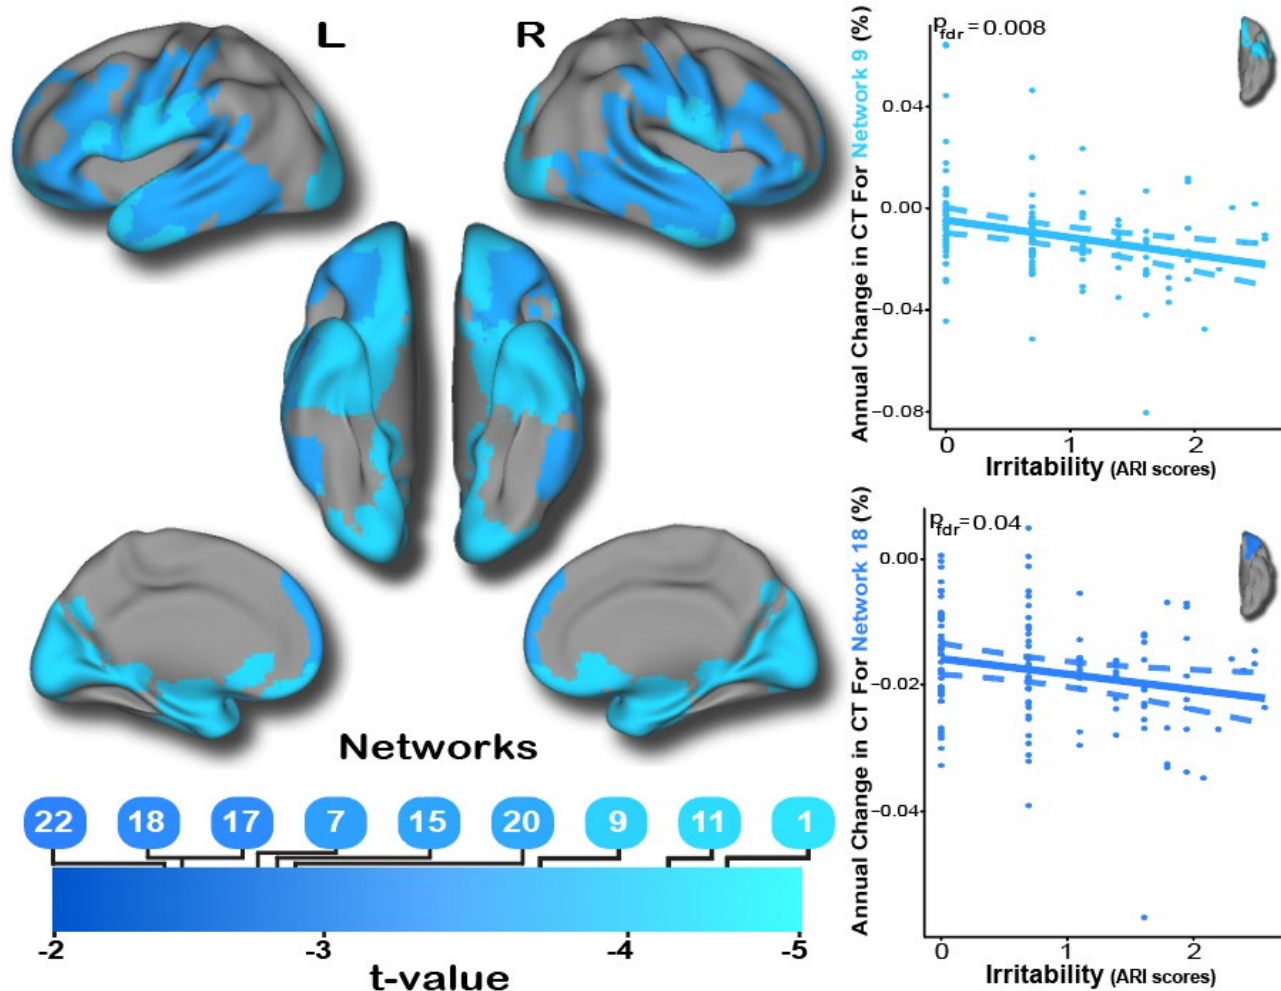 L R
Networks
22 18 17 7 15 20 9 11 1
-2 -3 -4 -5
t-value
Pfdr=0.008
Annual Change in CT For Network 9 (%)
0.04
0.00
−0.04
−0.08
0 1 2
Irritability (ARI scores)
Pfdr=0.04
Annual Change in CT For Network 18 (%)
0.00
−0.02
−0.04
0 1 2
Irritability (ARI scores)